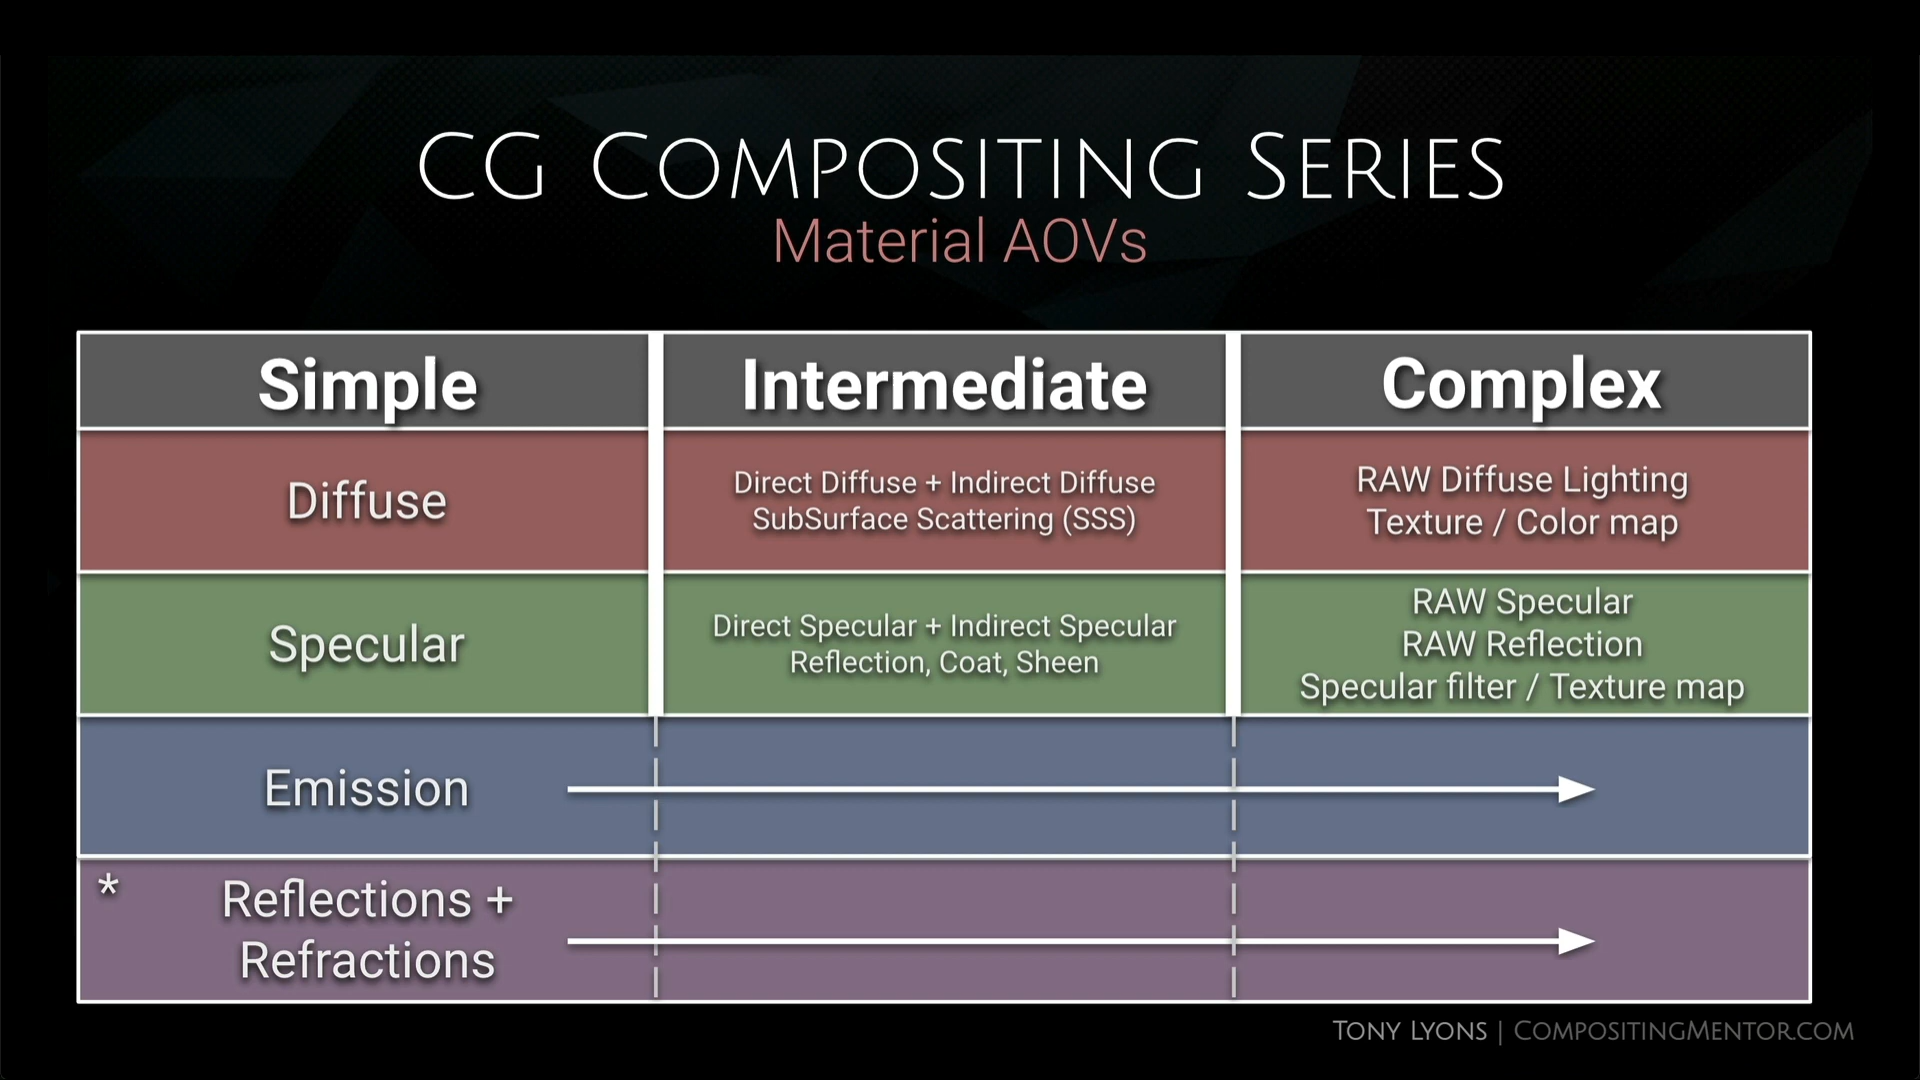 CG Compositing Series
Material AOVs
Simple
Intermediate
Complex
Diffuse
Direct Diffuse + Indirect Diffuse
SubSurface Scattering (SSS)
RAW Diffuse Lighting
Texture / Color map
Specular
Direct Specular + Indirect Specular
Reflection, Coat, Sheen
RAW Specular
RAW Reflection
Specular filter / Texture map
Emission
* Reflections +
Refractions
Tony Lyons | CompositingMentor.com